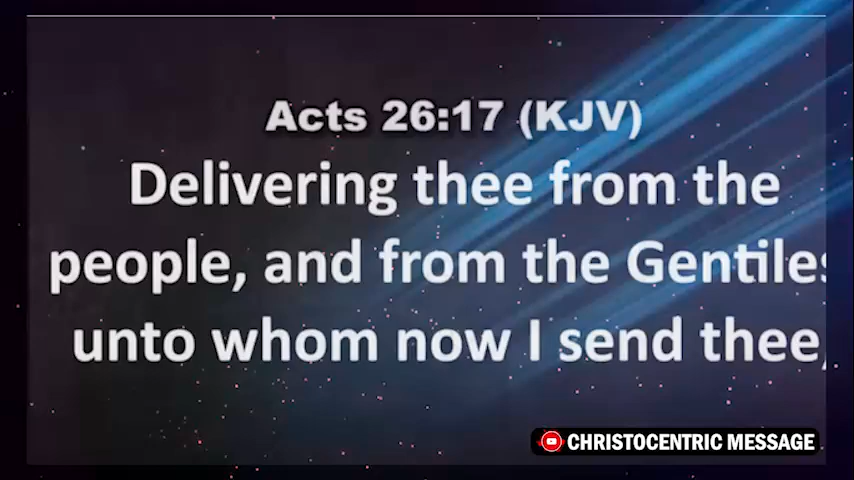 Acts 26:17 (KJV)
Delivering thee from the
people, and from the Gentiles
unto whom now I send thee,
CHRISTOCENTRIC MESSAGE